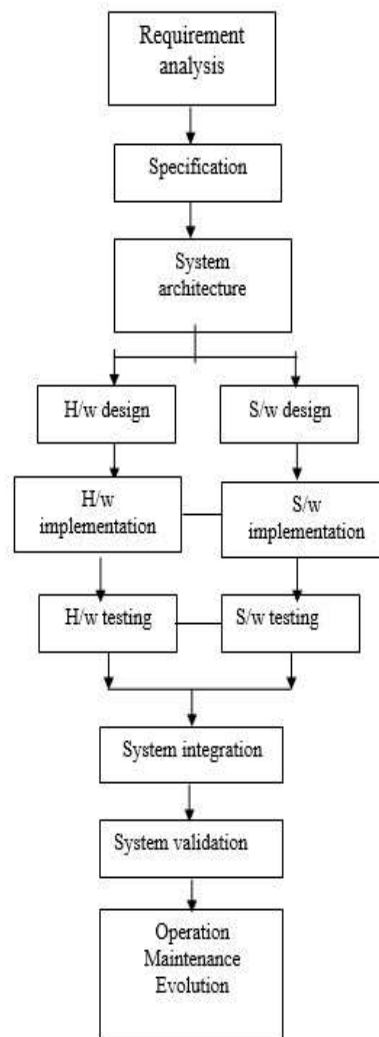 Requirement
analysis
Specification
System
architecture
H/w design
S/w design
H/w
implementation
S/w
implementation
H/w testing
S/w testing
System integration
System validation
Operation
Maintenance
Evolution